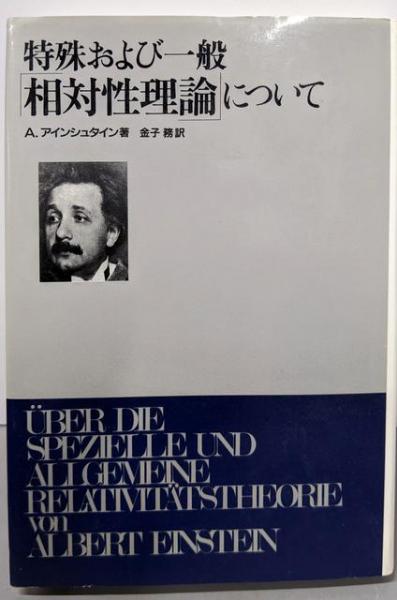 特殊および一般
「相対性理論」について
A.アインシュタイン著 金子務訳
ÜBER DIE
SPEZIELLE UND
ALLGEMEINE
RELATIVITÄTSTHEORIE
von
ALBERT EINSTEIN